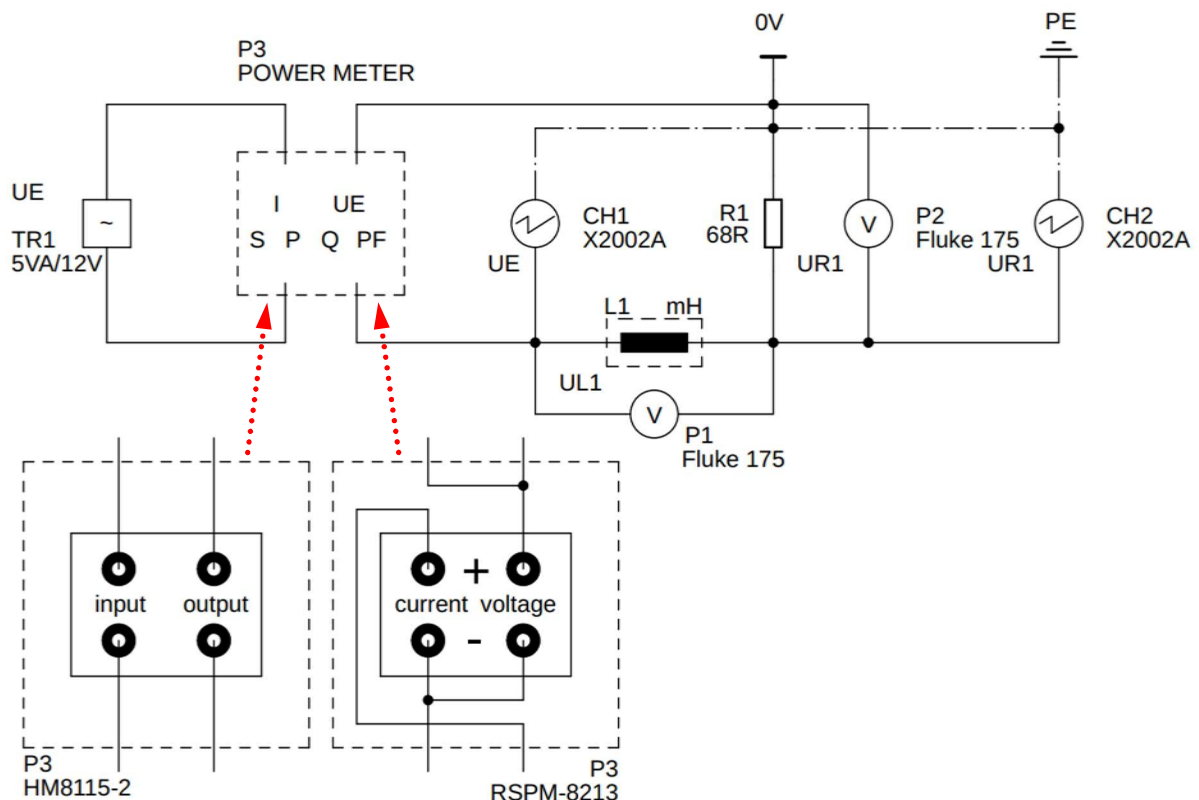 0V
PE
P3
POWER METER
UE
~
TR1
5VA/12V
I UE
S P Q PF
CH1
X2002A
UE
R1
68R
V
P2
Fluke 175
UR1
CH2
X2002A
UR1
L1 mH
UL1
V
P1
Fluke 175
input output
P3
HM8115-2
+
current voltage
-
P3
RSPM-8213